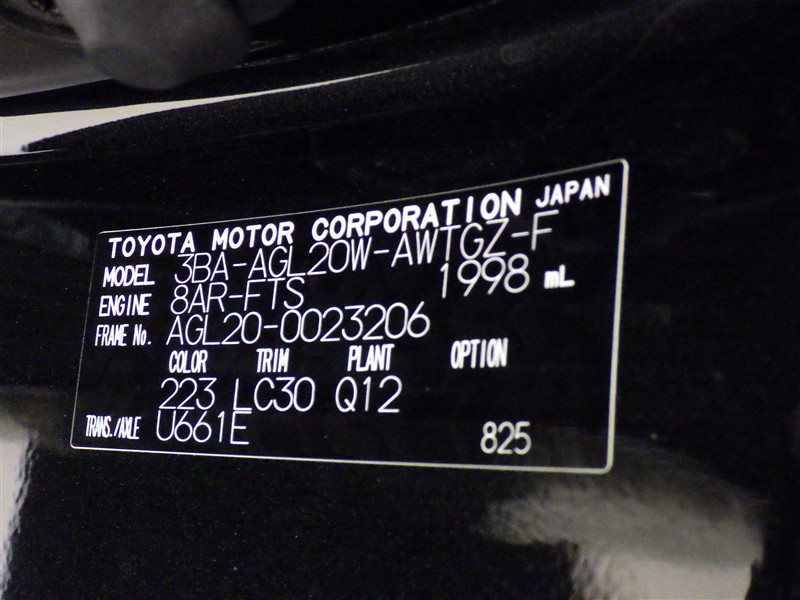 TOYOTA MOTOR CORPORATION JAPAN
MODEL 3BA-AGL20W-AWTGZ-F
ENGINE 8AR-FTS 1998 mL
FRAME No. AGL20-0023206
COLOR TRIM PLANT OPTION
223 LC30 Q12
TRANS./AXLE U661E 825